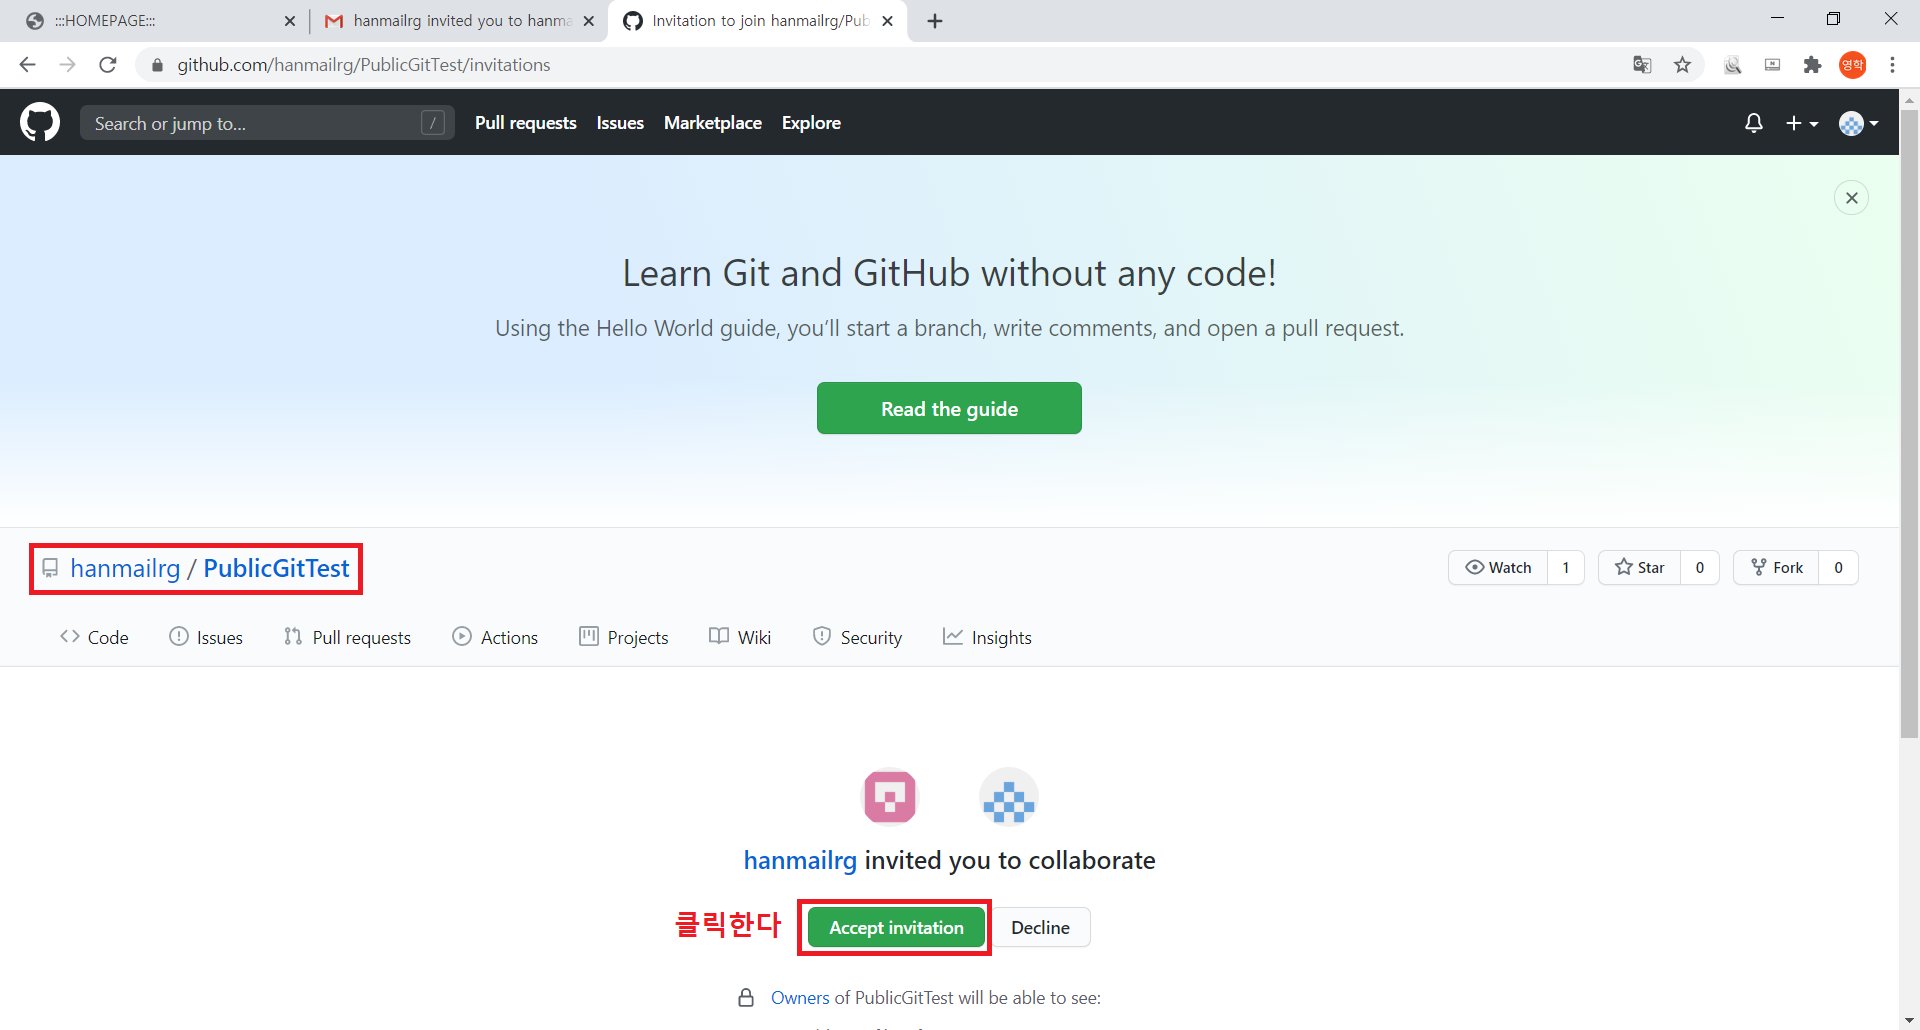 :::HOMEPAGE:::
hanmailrg invited you to hanma
Invitation to join hanmailrg/Pub
github.com/hanmailrg/PublicGitTest/invitations
영학
Search or jump to... /
Pull requests Issues Marketplace Explore
Learn Git and GitHub without any code!
Using the Hello World guide, you’ll start a branch, write comments, and open a pull request.
Read the guide
hanmailrg / PublicGitTest
Watch 1 Star 0 Fork 0
Code Issues Pull requests Actions Projects Wiki Security Insights
hanmailrg invited you to collaborate
클릭한다 Accept invitation Decline
Owners of PublicGitTest will be able to see: